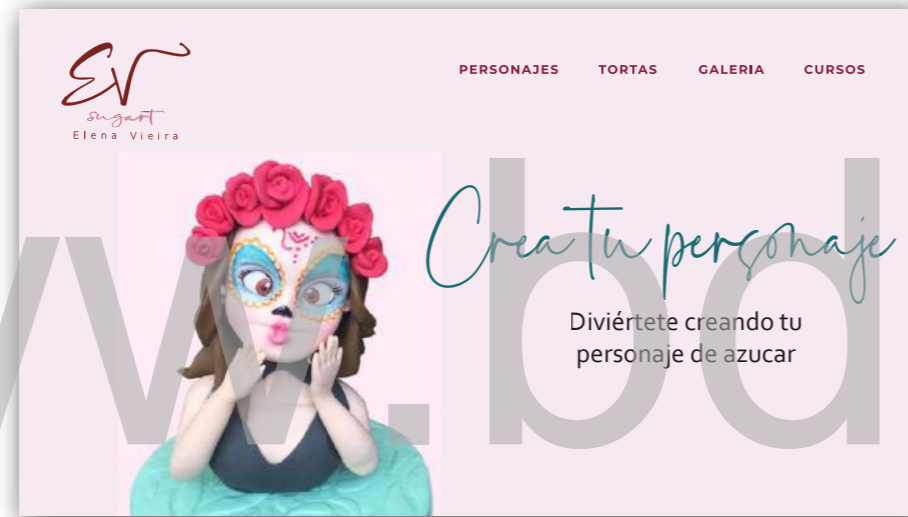 EV
sugart
Elena Vieira
PERSONAJES TORTAS GALERIA CURSOS
Crea tu personaje
Diviértete creando tu
personaje de azucar
w.bd